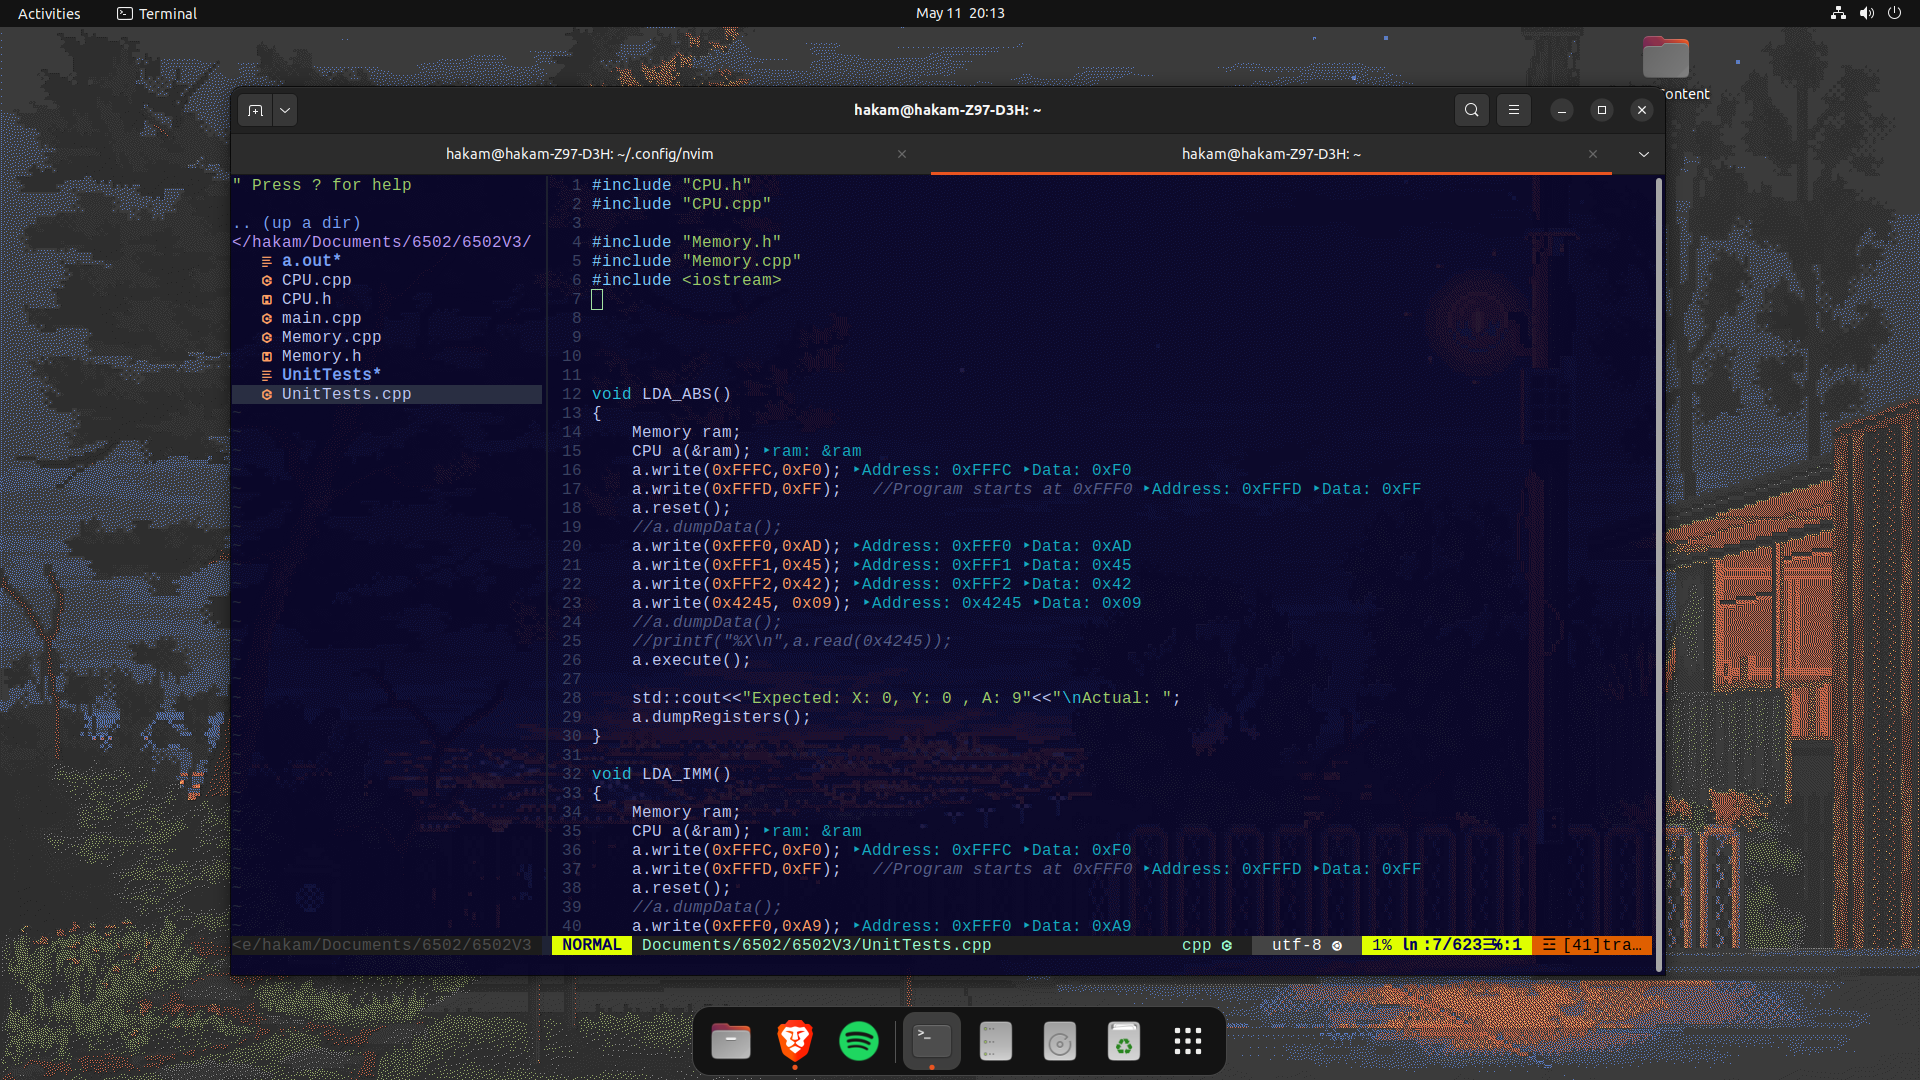 Activities
Terminal
May 11  20:13
ontent
hakam@hakam-Z97-D3H: ~
hakam@hakam-Z97-D3H: ~/.config/nvim
hakam@hakam-Z97-D3H: ~
" Press ? for help
.. (up a dir)
</hakam/Documents/6502/6502V3/
a.out*
CPU.cpp
CPU.h
main.cpp
Memory.cpp
Memory.h
UnitTests*
UnitTests.cpp
~
<e/hakam/Documents/6502/6502V3
1 #include "CPU.h"
2 #include "CPU.cpp"
3
4 #include "Memory.h"
5 #include "Memory.cpp"
6 #include <iostream>
7
8
9
10
11
12 void LDA_ABS()
13 {
14     Memory ram;
15     CPU a(&ram); ‣ram: &ram
16     a.write(0xFFFC,0xF0); ‣Address: 0xFFFC ‣Data: 0xF0
17     a.write(0xFFFD,0xFF);   //Program starts at 0xFFF0 ‣Address: 0xFFFD ‣Data: 0xFF
18     a.reset();
19     //a.dumpData();
20     a.write(0xFFF0,0xAD); ‣Address: 0xFFF0 ‣Data: 0xAD
21     a.write(0xFFF1,0x45); ‣Address: 0xFFF1 ‣Data: 0x45
22     a.write(0xFFF2,0x42); ‣Address: 0xFFF2 ‣Data: 0x42
23     a.write(0x4245, 0x09); ‣Address: 0x4245 ‣Data: 0x09
24     //a.dumpData();
25     //printf("%X\n",a.read(0x4245));
26     a.execute();
27
28     std::cout<<"Expected: X: 0, Y: 0 , A: 9"<<"\nActual: ";
29     a.dumpRegisters();
30 }
31
32 void LDA_IMM()
33 {
34     Memory ram;
35     CPU a(&ram); ‣ram: &ram
36     a.write(0xFFFC,0xF0); ‣Address: 0xFFFC ‣Data: 0xF0
37     a.write(0xFFFD,0xFF);   //Program starts at 0xFFF0 ‣Address: 0xFFFD ‣Data: 0xFF
38     a.reset();
39     //a.dumpData();
40     a.write(0xFFF0,0xA9); ‣Address: 0xFFF0 ‣Data: 0xA9
NORMAL  Documents/6502/6502V3/UnitTests.cpp  cpp  utf-8  1% ln :7/623☰%:1  ☲ [41]tra…